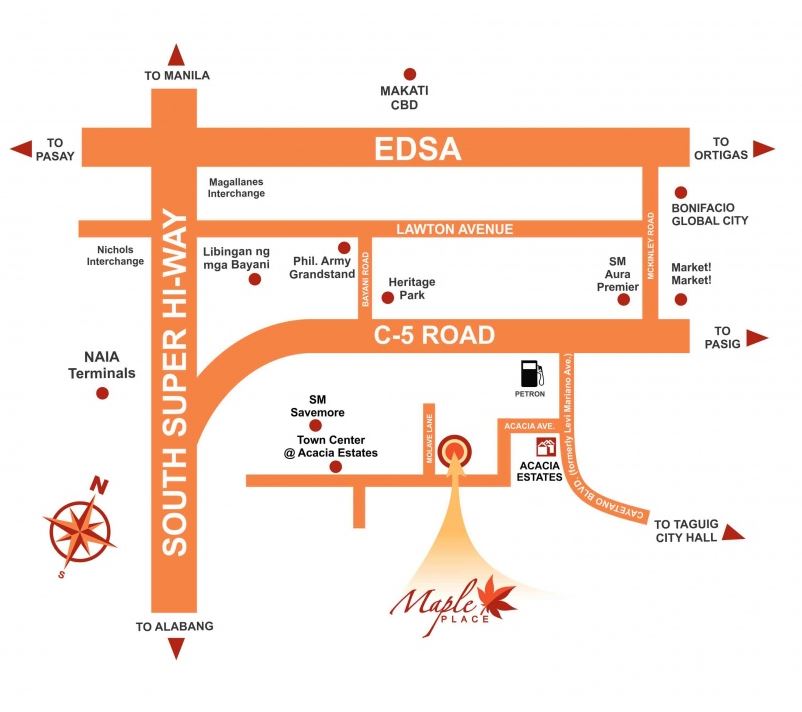 TO MANILA
MAKATI
CBD
TO
PASAY
EDSA
TO
ORTIGAS
Magallanes
Interchange
BONIFACIO
GLOBAL CITY
LAWTON AVENUE
MCKINLEY ROAD
Nichols
Interchange
Libingan ng
mga Bayani
Phil. Army
Grandstand
BAYANI ROAD
Heritage
Park
SM
Aura
Premier
Market!
Market!
SOUTH SUPER HI-WAY
C-5 ROAD
TO
PASIG
NAIA
Terminals
PETRON
SM
Savemore
Town Center
@ Acacia Estates
MOLAVE LANE
ACACIA AVE.
ACACIA
ESTATES
CAYETANO BLVD. (formerly Levi Mariano Ave.)
TO TAGUIG
CITY HALL
N
S
Maple
PLACE
TO ALABANG